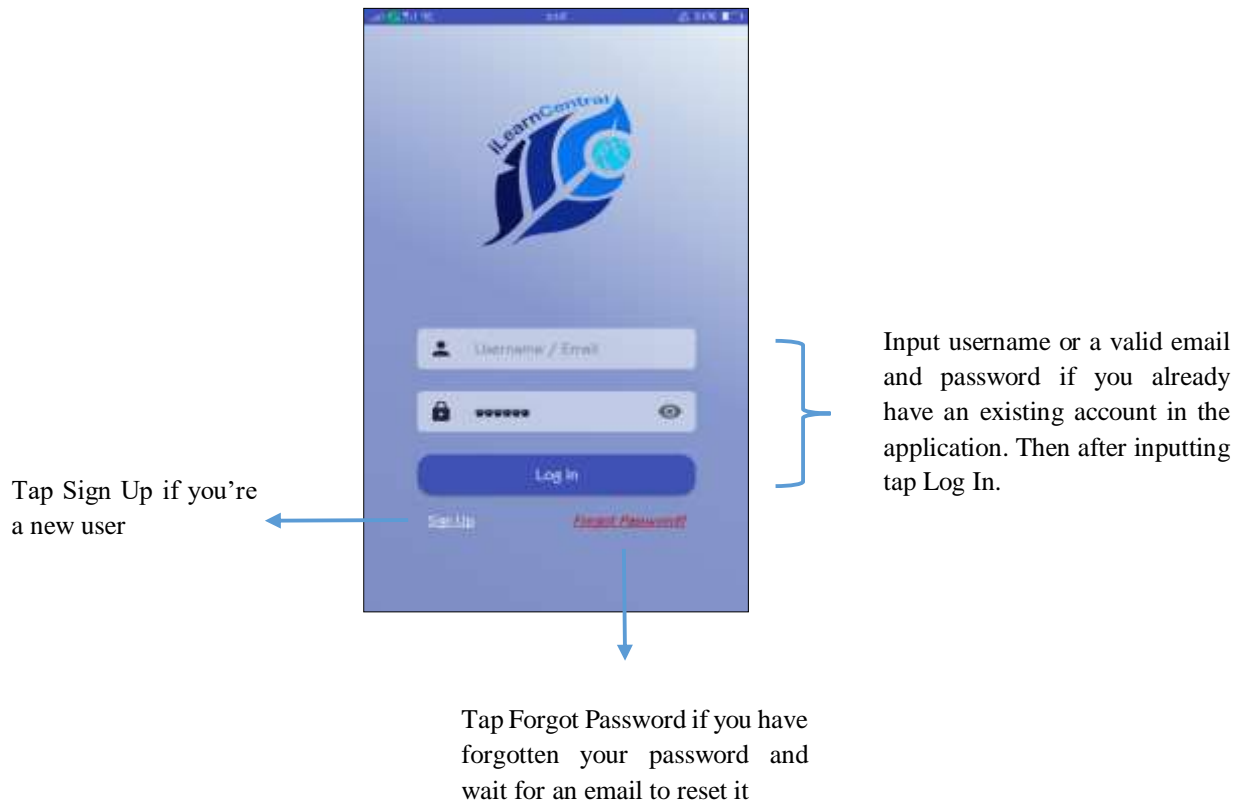 iLearnCentral
Username / Email
Log In
Sign Up
Forgot Password?
Input username or a valid email
and password if you already
have an existing account in the
application. Then after inputting
tap Log In.
Tap Sign Up if you’re
a new user
Tap Forgot Password if you have
forgotten your password and
wait for an email to reset it